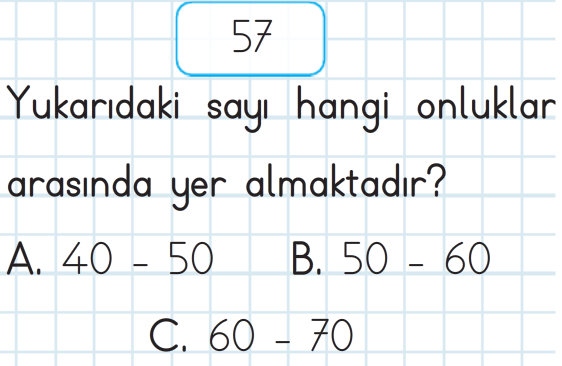 57
Yukarıdaki sayı hangi onluklar
arasında yer almaktadır?
A. 40 - 50 B. 50 - 60
C. 60 - 70